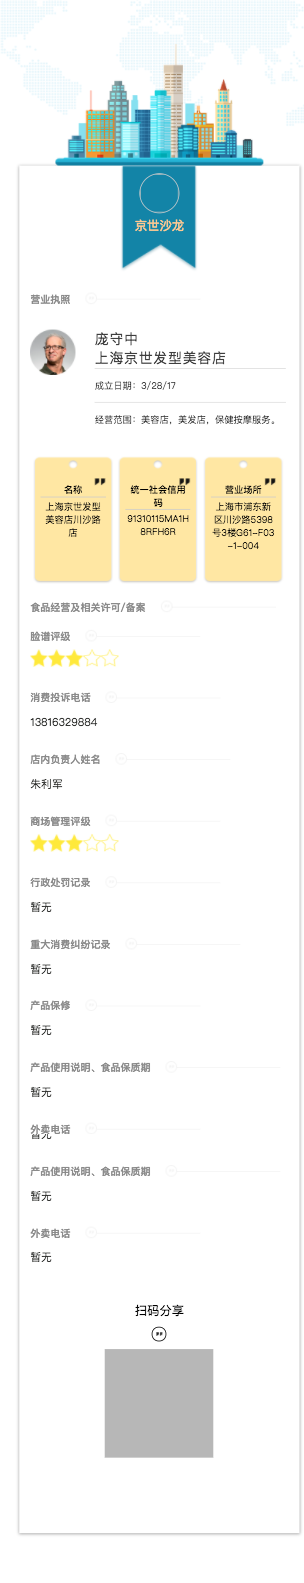 京世沙龙
营业执照
庞守中
上海京世发型美容店
成立日期：3/28/17
经营范围：美容店，美发店，保健按摩服务。
名称
上海京世发型
美容店川沙路
店
统一社会信用
码
91310115MA1H
8RFH6R
营业场所
上海市浦东新
区川沙路5398
号3楼G61-F03
-1-004
食品经营及相关许可/备案
脸谱评级
消费投诉电话
13816329884
店内负责人姓名
朱利军
商场管理评级
行政处罚记录
暂无
重大消费纠纷记录
暂无
产品保修
暂无
产品使用说明、食品保质期
暂无
外卖电话
暂无
产品使用说明、食品保质期
暂无
外卖电话
暂无
扫码分享